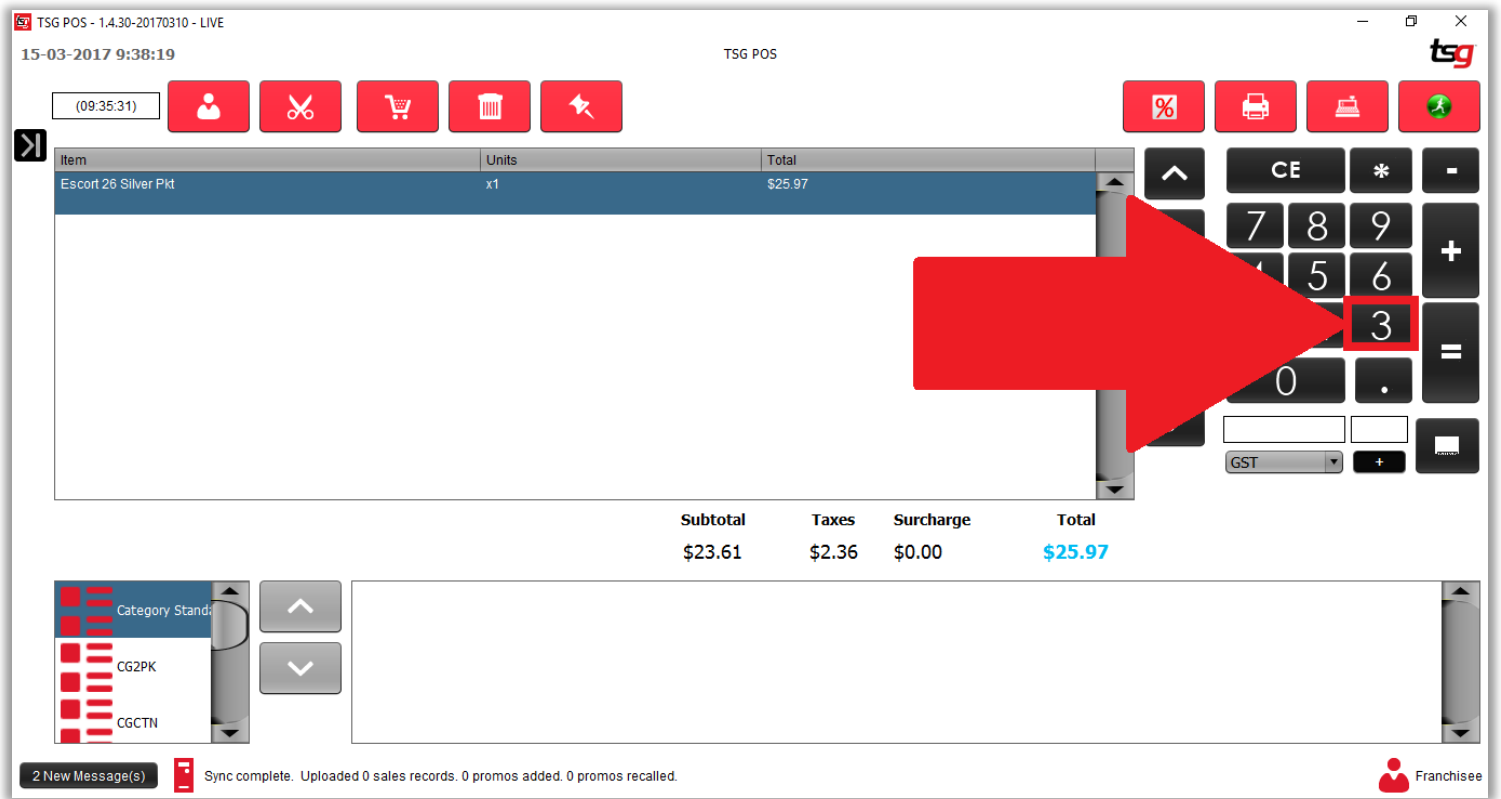 TSG POS - 1.4.30-20170310 - LIVE
15-03-2017 9:38:19
TSG POS
tsg
(09:35:31)
%
Item Units Total
Escort 26 Silver Pkt x1 $25.97
CE * -
7 8 9 +
5 6
3 =
0 .
GST +
Subtotal Taxes Surcharge Total
$23.61 $2.36 $0.00 $25.97
Category Standa
CG2PK
CGCTN
2 New Message(s) Sync complete. Uploaded 0 sales records. 0 promos added. 0 promos recalled. Franchisee